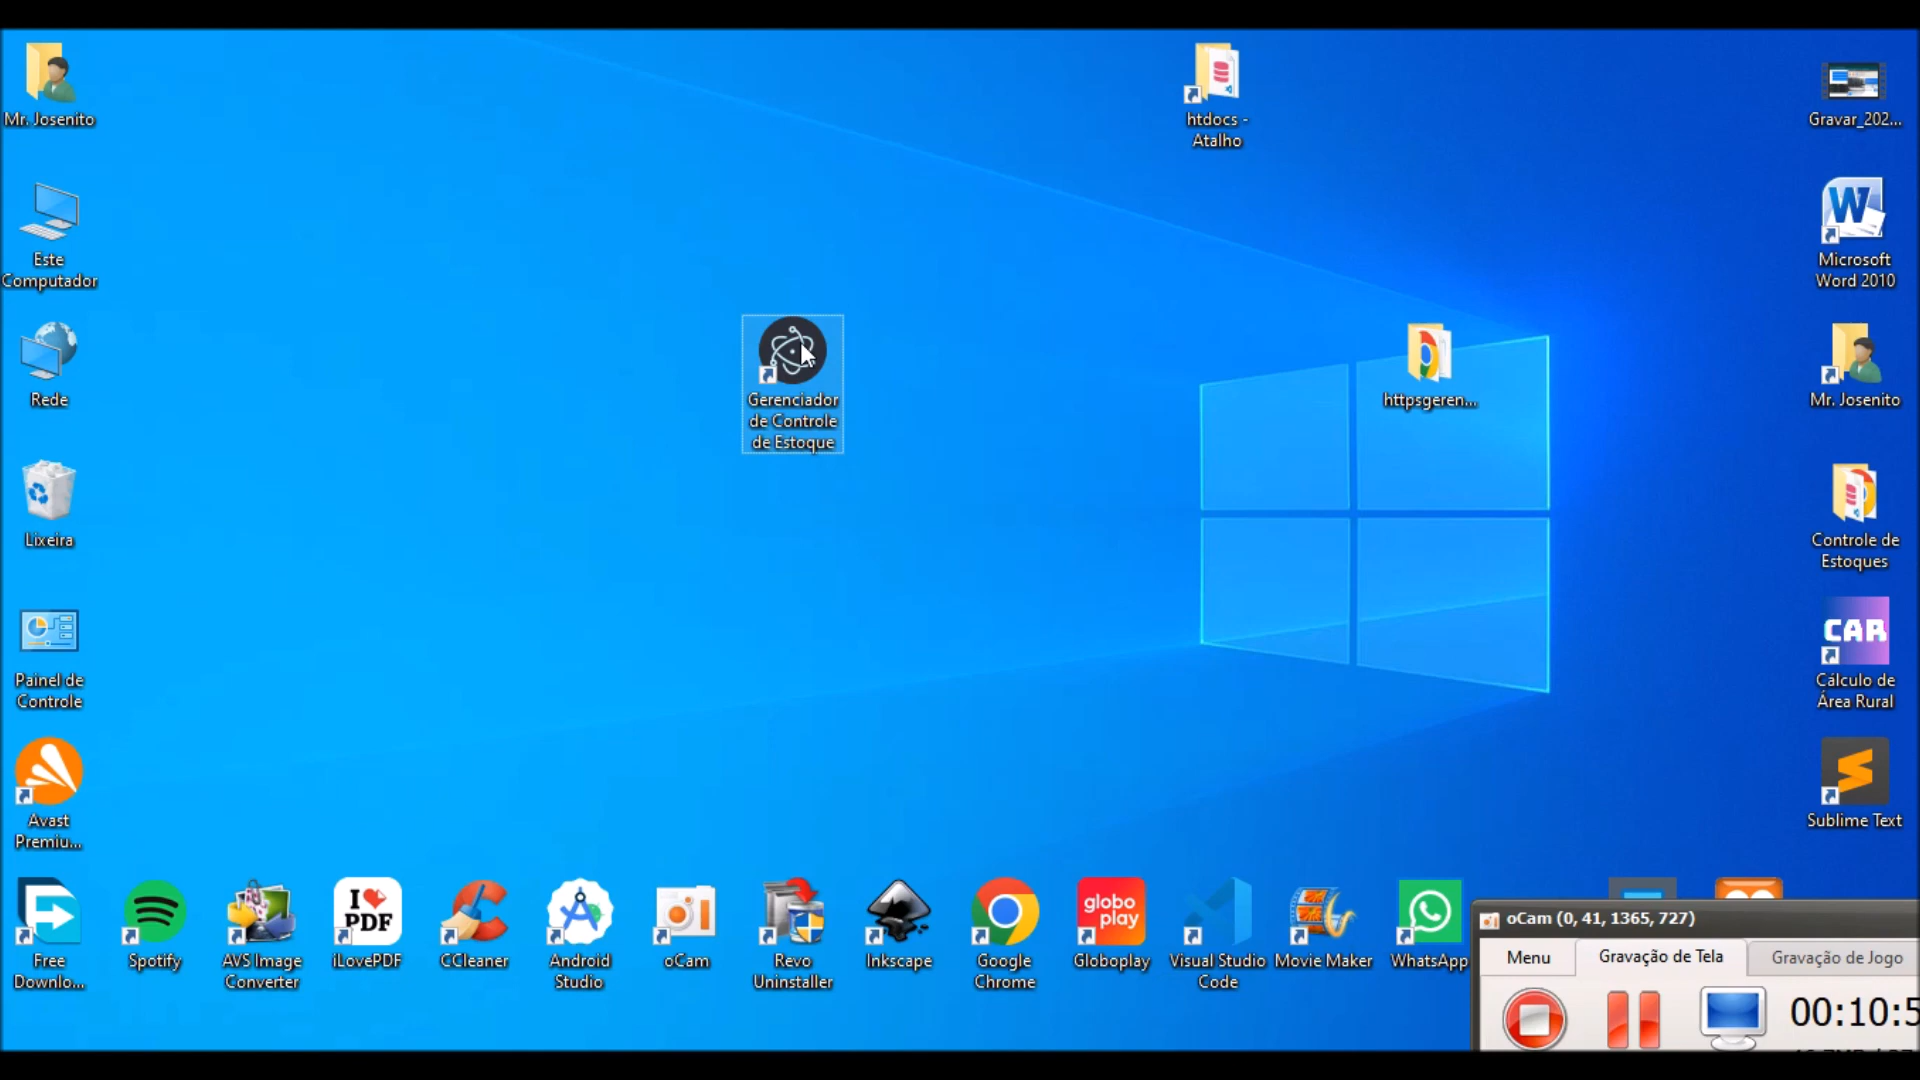 Mr. Josenito
htdocs -
Atalho
Gravar_202...
Este
Computador
Microsoft
Word 2010
Rede
Gerenciador
de Controle
de Estoque
httpsgeren...
Mr. Josenito
Lixeira
Controle de
Estoques
Painel de
Controle
CAR
Cálculo de
Área Rural
Avast
Premiu...
Sublime Text
I
PDF
globo
play
Free
Downlo...
Spotify
AVS Image
Converter
iLovePDF
CCleaner
Android
Studio
oCam
Revo
Uninstaller
Inkscape
Google
Chrome
Globoplay
Visual Studio
Code
Movie Maker
WhatsApp
oCam (0, 41, 1365, 727)
Menu
Gravação de Tela
Gravação de Jogo
00:10:5